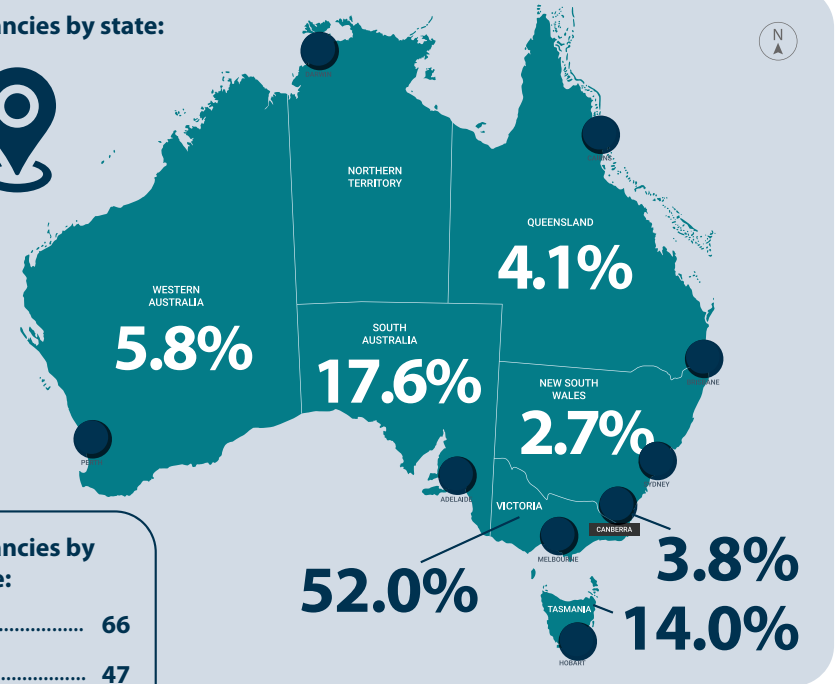 ancies by state:
N
NORTHERN
TERRITORY
QUEENSLAND
4.1%
WESTERN
AUSTRALIA
5.8%
SOUTH
AUSTRALIA
17.6%
NEW SOUTH
WALES
2.7%
ADELAIDE
VICTORIA
CANBERRA
MELBOURNE
52.0%
3.8%
TASMANIA
14.0%
HOBART
ancies by
e:
66
47